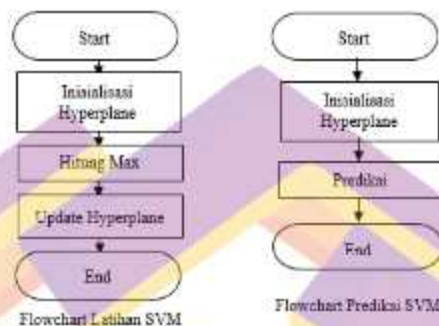 Start
Inisialisasi
Hyperplane
Hitung Max
Update Hyperplane
End
Flowchart Latihan SVM
Start
Inisialisasi
Hyperplane
Prediksi
End
Flowchart Prediksi SVM